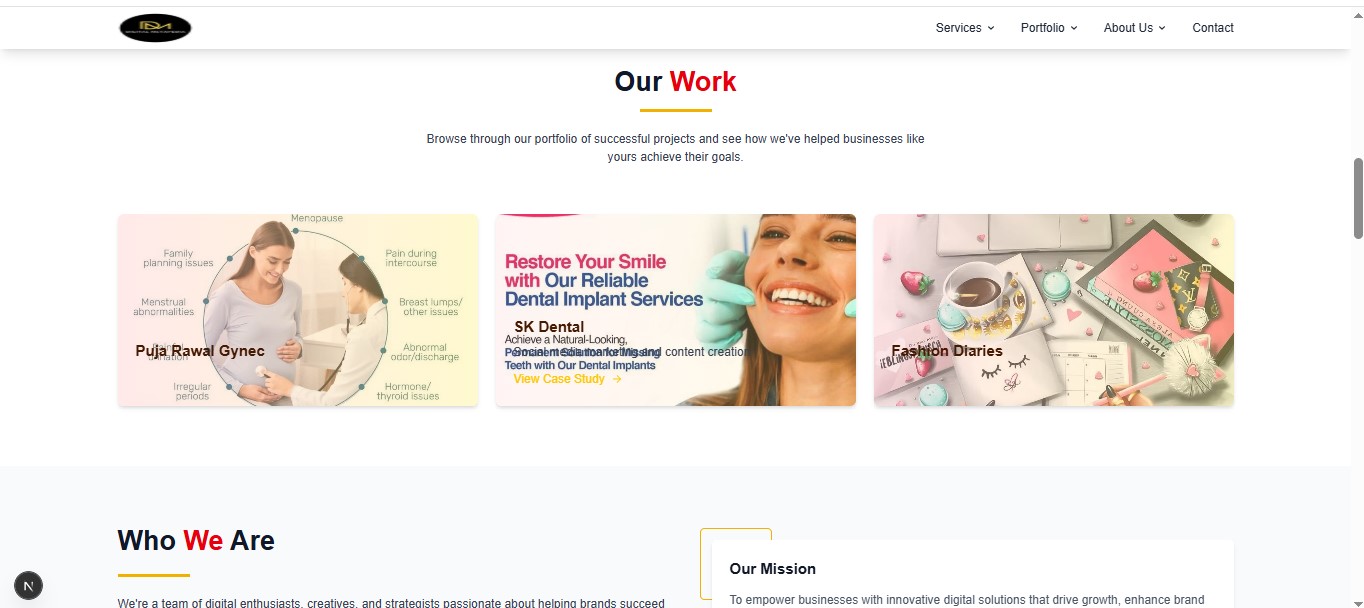 Services
Portfolio
About Us
Contact
Our Work
Browse through our portfolio of successful projects and see how we've helped businesses like
yours achieve their goals.
Menopause
Family
planning issues
Pain during
intercourse
Menstrual
abnormalities
Breast lumps/
other issues
Puja Rawal Gynec
Abnormal
odor/discharge
Irregular
periods
Hormone/
thyroid issues
Restore Your Smile
with Our Reliable
Dental Implant Services
SK Dental
Achieve a Natural-Looking,
Permanent Solution for Missing
Social media marketing and content creation
Teeth with Our Dental Implants
View Case Study →
Fashion Diaries
Who We Are
We're a team of digital enthusiasts, creatives, and strategists passionate about helping brands succeed
Our Mission
To empower businesses with innovative digital solutions that drive growth, enhance brand
N